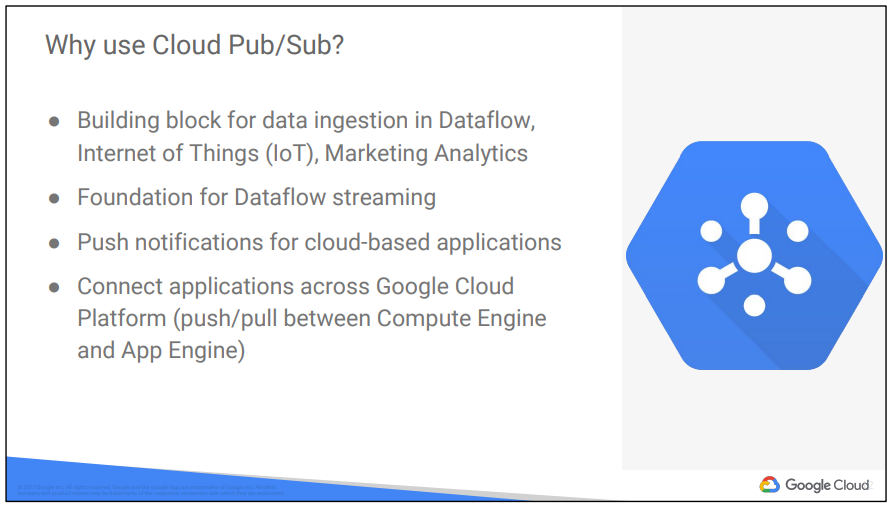 Why use Cloud Pub/Sub?
● Building block for data ingestion in Dataflow,
Internet of Things (IoT), Marketing Analytics
● Foundation for Dataflow streaming
● Push notifications for cloud-based applications
● Connect applications across Google Cloud
Platform (push/pull between Compute Engine
and App Engine)
Google Cloud